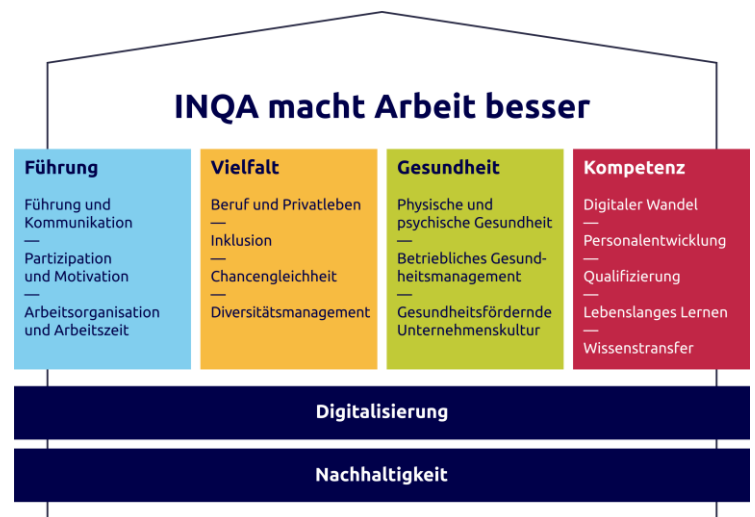 INQA macht Arbeit besser
Führung
Führung und
Kommunikation
—
Partizipation
und Motivation
—
Arbeitsorganisation
und Arbeitszeit
Vielfalt
Beruf und Privatleben
—
Inklusion
—
Chancengleichheit
—
Diversitätsmanagement
Gesundheit
Physische und
psychische Gesundheit
—
Betriebliches Gesund-
heitsmanagement
—
Gesundheitsfördernde
Unternehmenskultur
Kompetenz
Digitaler Wandel
—
Personalentwicklung
—
Qualifizierung
—
Lebenslanges Lernen
—
Wissenstransfer
Digitalisierung
Nachhaltigkeit